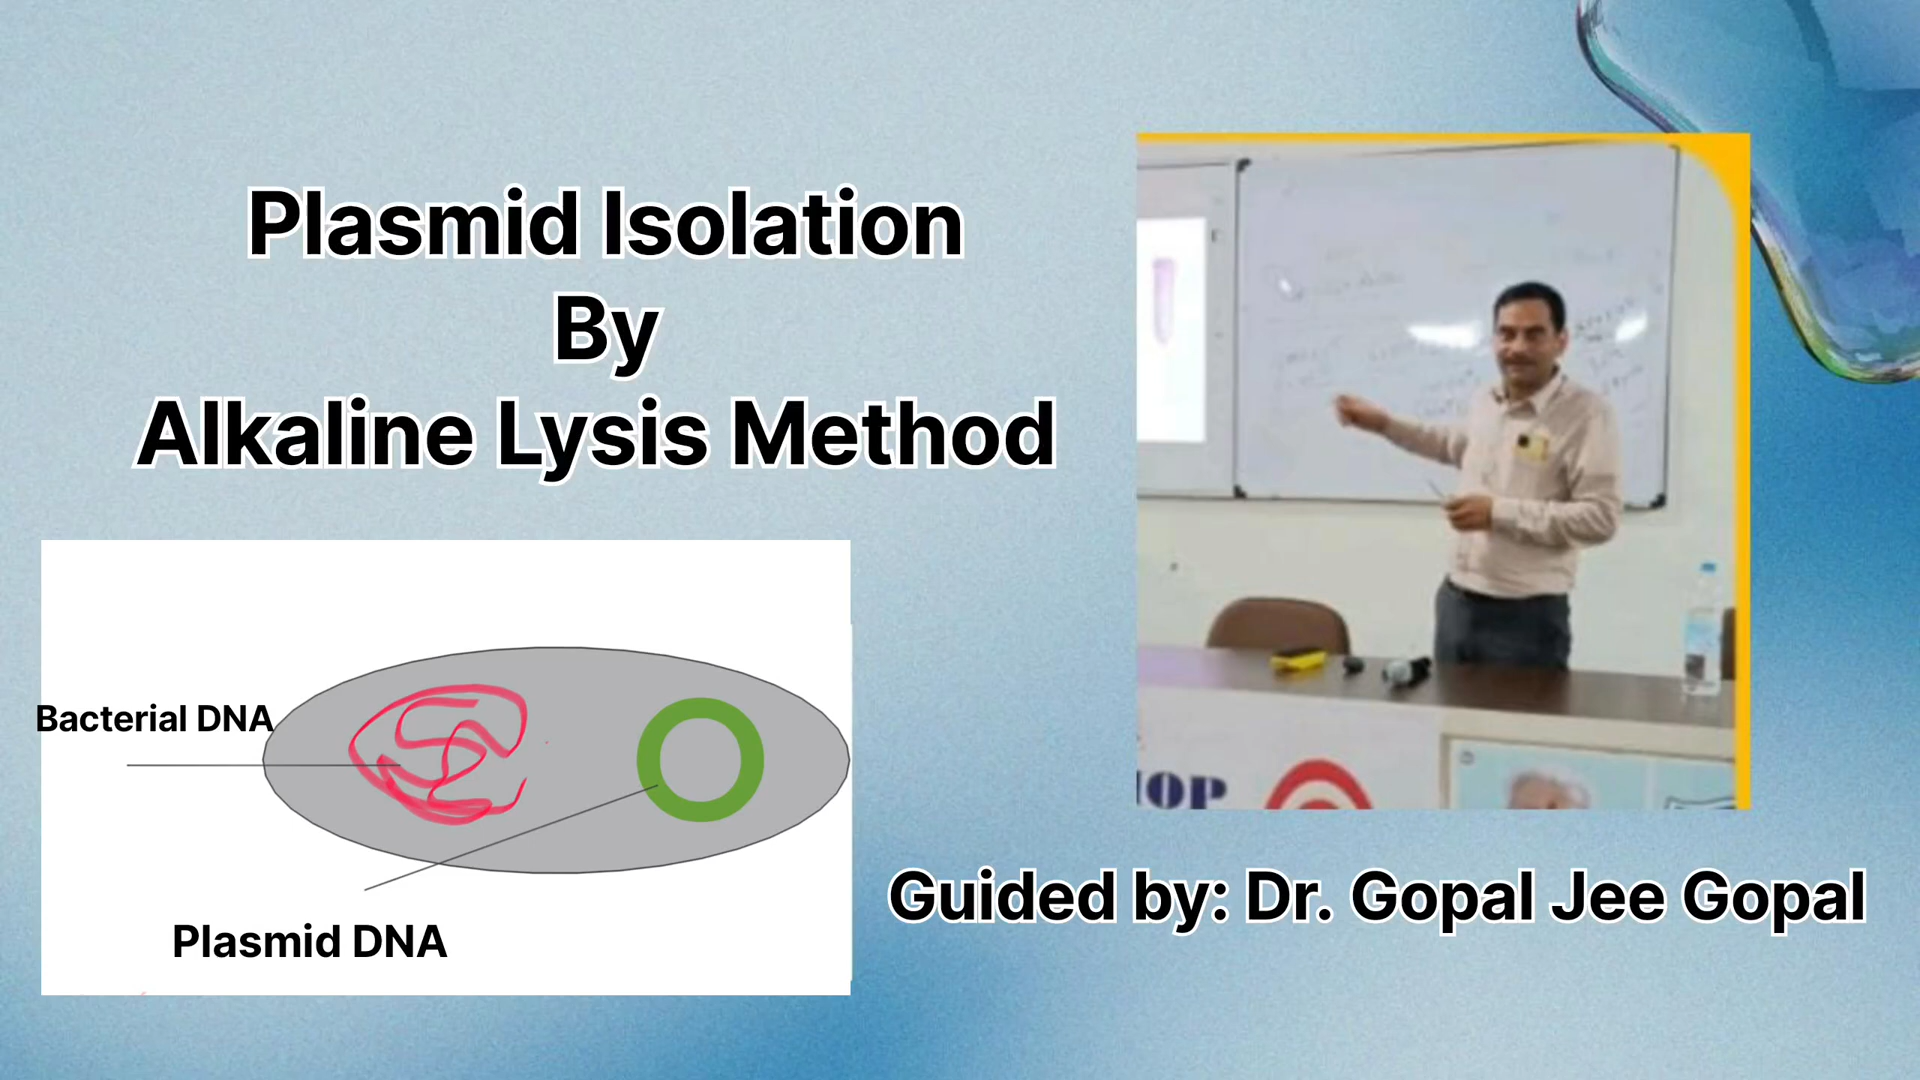 Plasmid Isolation
By
Alkaline Lysis Method
Bacterial DNA
Plasmid DNA
Guided by: Dr. Gopal Jee Gopal